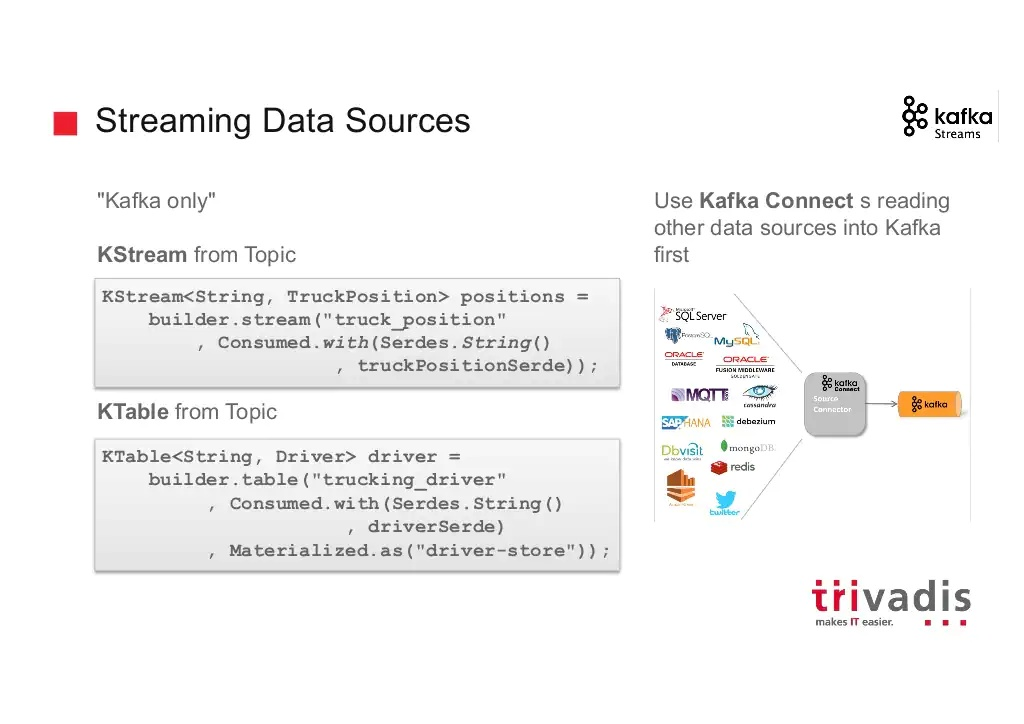 Streaming Data Sources
kafka
Streams
"Kafka only"
KStream from Topic
KStream<String, TruckPosition> positions =
builder.stream("truck_position"
, Consumed.with(Serdes.String()
, truckPositionSerde));
KTable from Topic
KTable<String, Driver> driver =
builder.table("trucking_driver"
, Consumed.with(Serdes.String()
, driverSerde)
, Materialized.as("driver-store"));
Use Kafka Connect s reading
other data sources into Kafka
first
Microsoft
SQL Server
PostgreSQL
MySQL
ORACLE
DATABASE
ORACLE
FUSION MIDDLEWARE
GOLDENGATE
MQTT
cassandra
SAP HANA
debezium
Dbvisit
mongoDB
redis
twitter
kafka
Connect
Source
Connector
kafka
trivadis
makes IT easier.